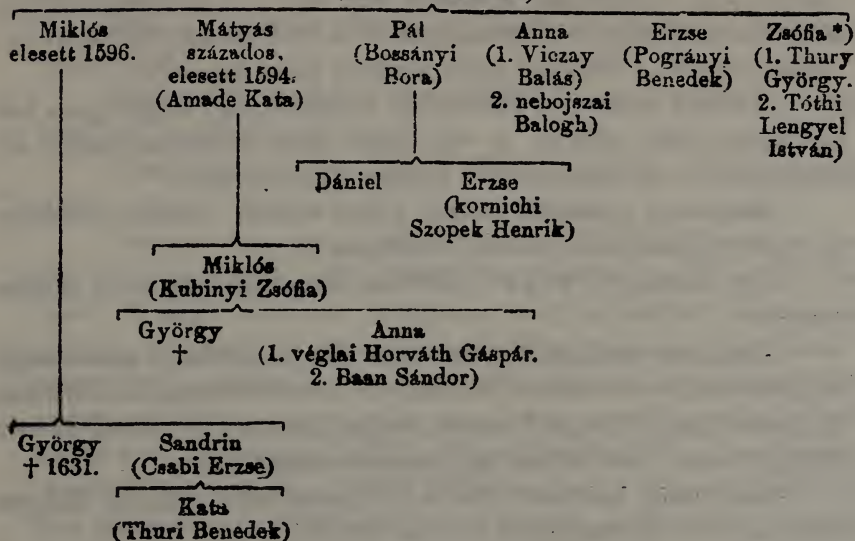 Miklós
elesett 1596.
Mátyás
százados,
elesett 1594.
(Amade Kata)
Pál
(Bossányi
Bora)
Anna
(1. Viczay
Balás)
2. nebojszai
Balogh)
Erzse
(Pogrányi
Benedek)
Zsófia *)
(1. Thury
György.
2. Tóthi
Lengyel
István)
Dániel
Erzse
(kornichi
Szopek Henrik)
Miklós
(Kubinyi Zsófia)
György
†
Anna
(1. véglai Horváth Gáspár.
2. Baan Sándor)
György
† 1631.
Sandrin
(Csabi Erzse)
Kata
(Thuri Benedek)